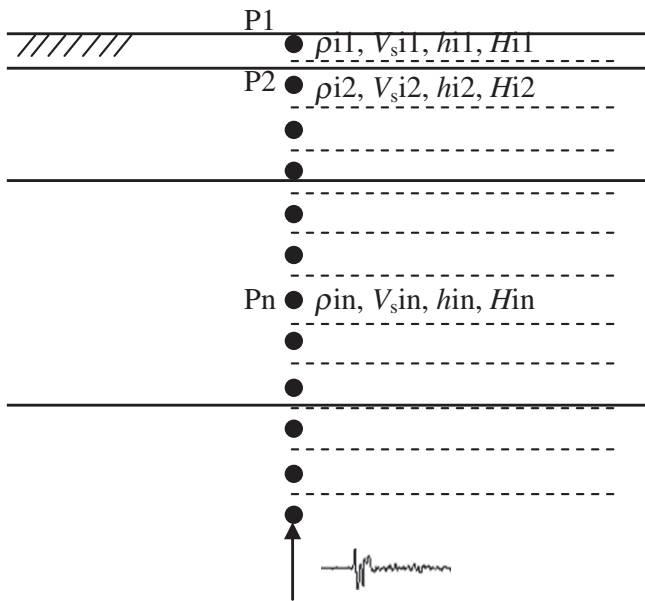 P1
ρi1, Vₛi1, hi1, Hi1
P2 ρi2, Vₛi2, hi2, Hi2
Pn ρin, Vₛin, hin, Hin